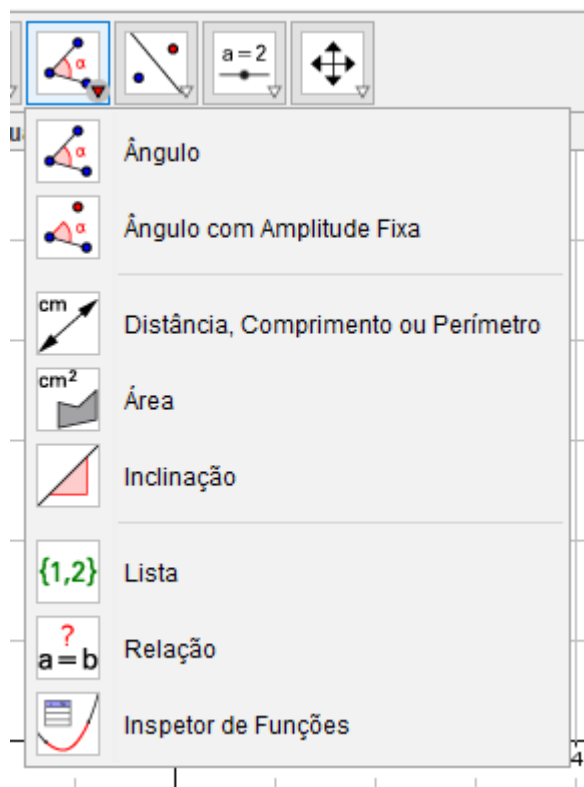 α
a = 2
u
α
Ângulo
α
Ângulo com Amplitude Fixa
cm
Distância, Comprimento ou Perímetro
cm²
Área
Inclinação
{1,2}
Lista
?
a = b
Relação
Inspetor de Funções
4